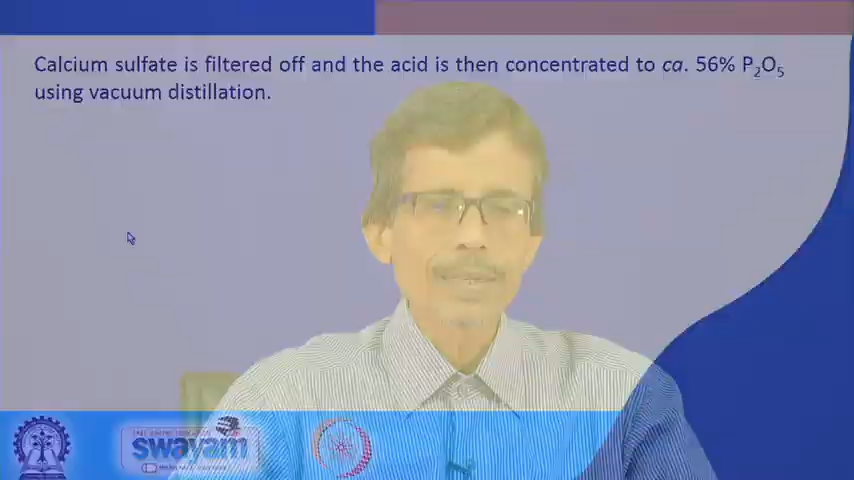 Calcium sulfate is filtered off and the acid is then concentrated to ca. 56% P₂O₅
using vacuum distillation.
swayam